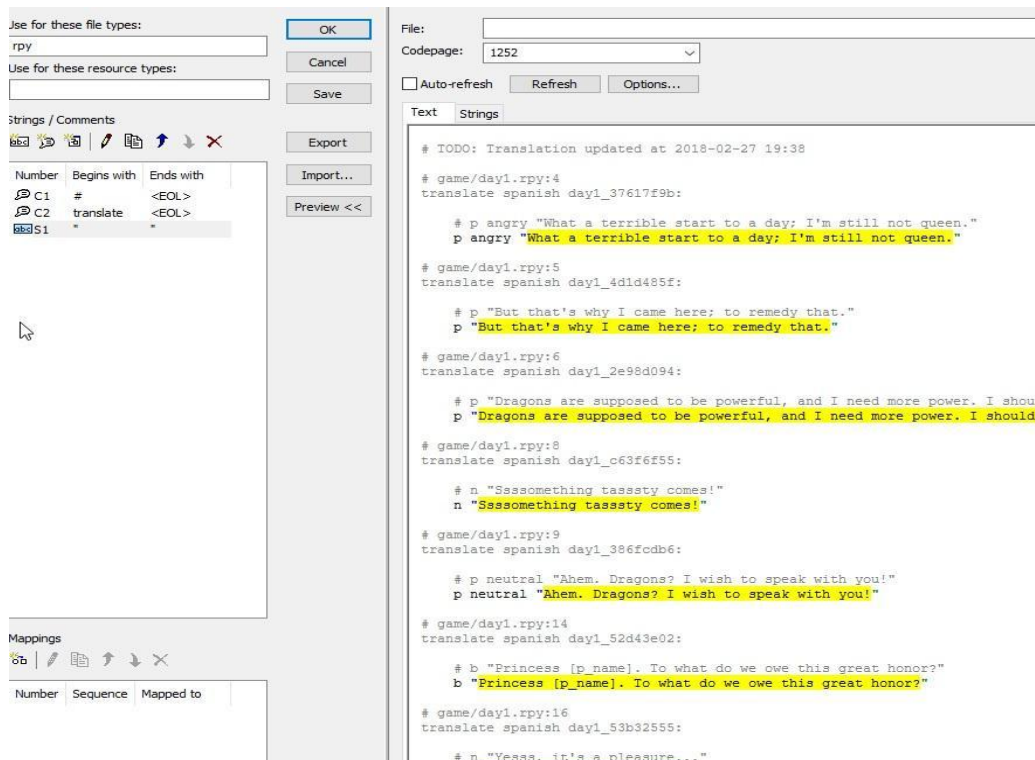 Use for these file types:
rpy
Use for these resource types:
Strings / Comments
Number Begins with Ends with
C1 # <EOL>
C2 translate <EOL>
abc S1 " "
Mappings
Number Sequence Mapped to
OK
Cancel
Save
Export
Import...
Preview <<
File:
Codepage: 1252
Auto-refresh Refresh Options...
Text Strings
# TODO: Translation updated at 2018-02-27 19:38
# game/day1.rpy:4
translate spanish day1_37617f9b:
# p angry "What a terrible start to a day; I'm still not queen."
p angry "What a terrible start to a day; I'm still not queen."
# game/day1.rpy:5
translate spanish day1_4d1d485f:
# p "But that's why I came here; to remedy that."
p "But that's why I came here; to remedy that."
# game/day1.rpy:6
translate spanish day1_2e98d094:
# p "Dragons are supposed to be powerful, and I need more power. I shou
p "Dragons are supposed to be powerful, and I need more power. I should
# game/day1.rpy:8
translate spanish day1_c63f6f55:
# n "Ssssomething tasssty comes!"
n "Ssssomething tasssty comes!"
# game/day1.rpy:9
translate spanish day1_386fcdb6:
# p neutral "Ahem. Dragons? I wish to speak with you!"
p neutral "Ahem. Dragons? I wish to speak with you!"
# game/day1.rpy:14
translate spanish day1_52d43e02:
# b "Princess [p_name]. To what do we owe this great honor?"
b "Princess [p_name]. To what do we owe this great honor?"
# game/day1.rpy:16
translate spanish day1_53b32555:
# n "Yesss, it's a pleasure..."